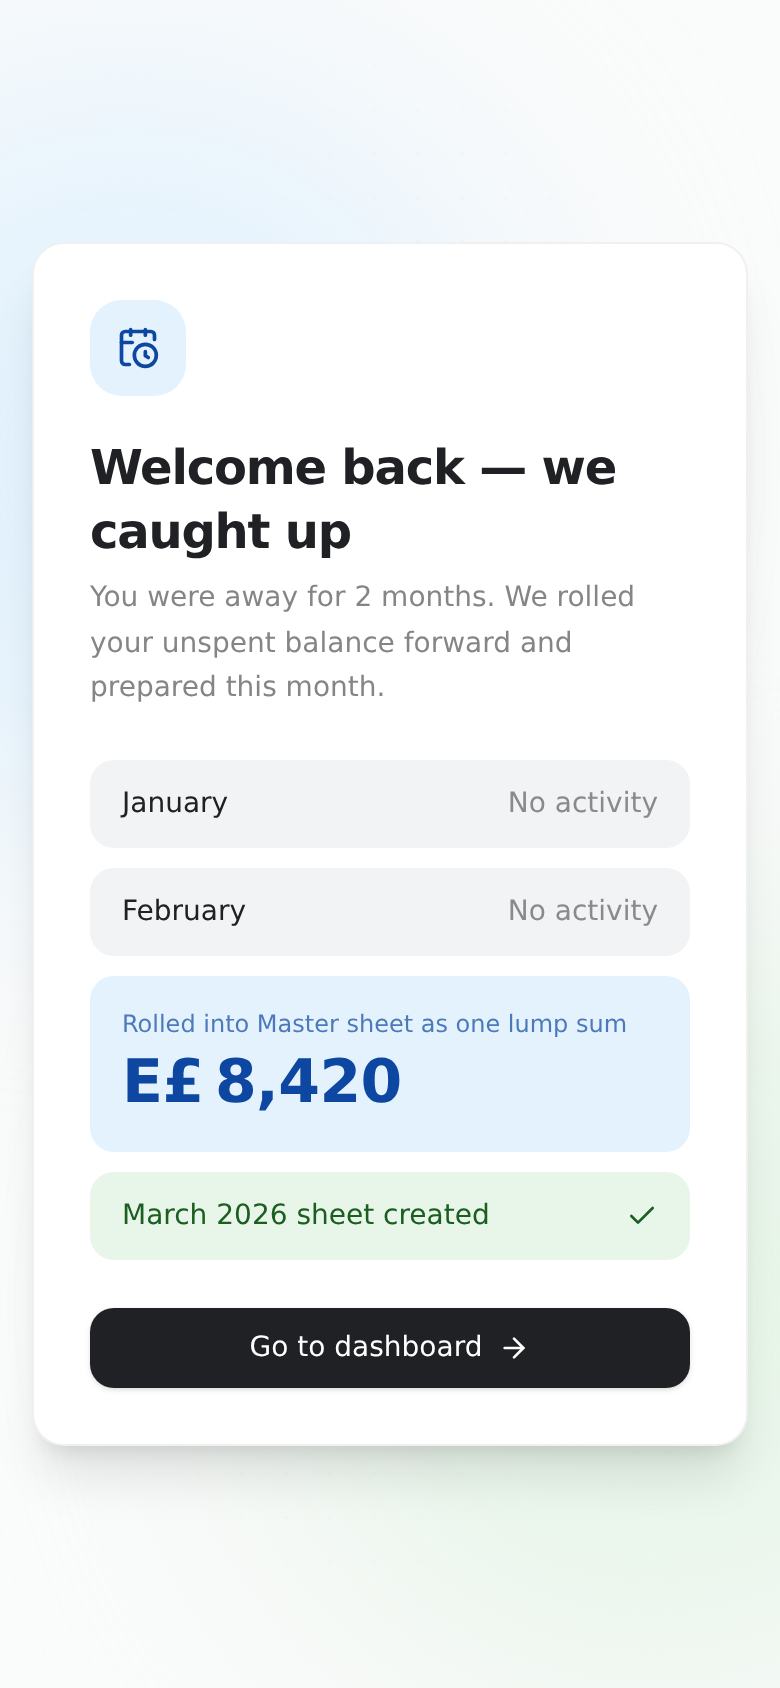 Welcome back — we
caught up
You were away for 2 months. We rolled
your unspent balance forward and
prepared this month.
January No activity
February No activity
Rolled into Master sheet as one lump sum
E£ 8,420
March 2026 sheet created
Go to dashboard →